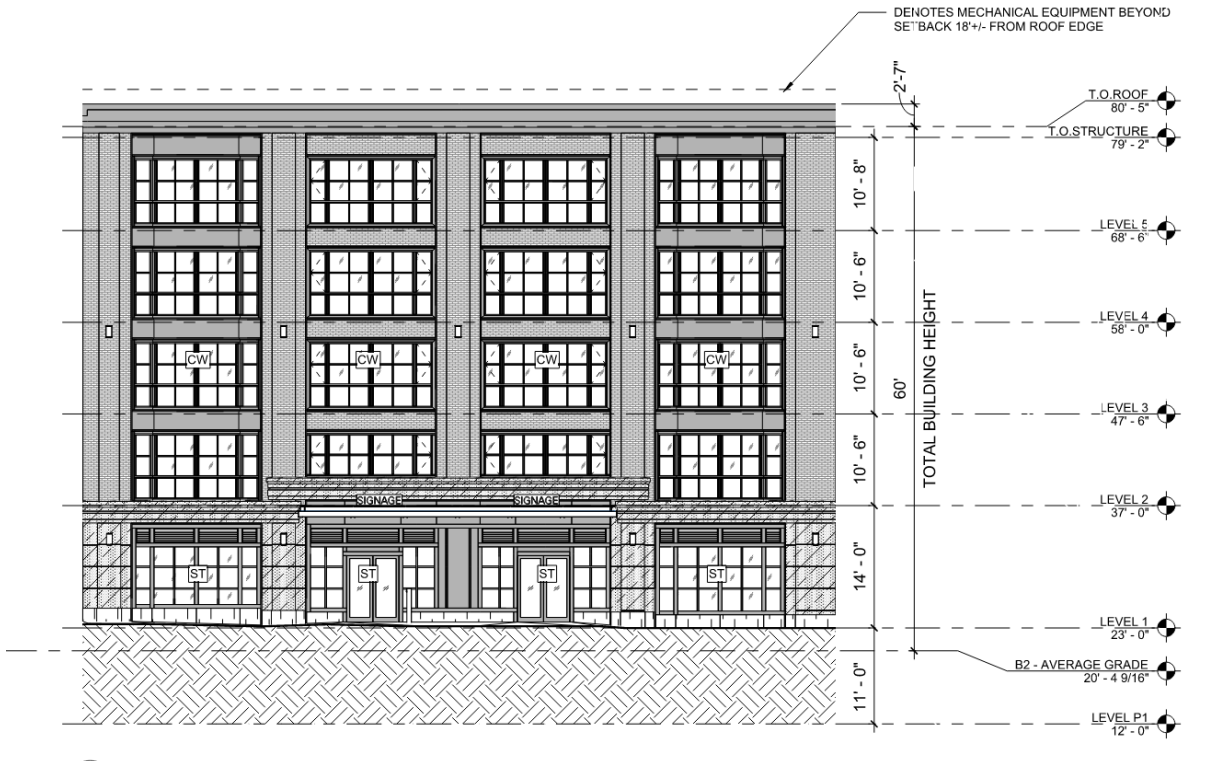 DENOTES MECHANICAL EQUIPMENT BEYOND
SETBACK 18'+/- FROM ROOF EDGE
2'-7"
T.O.ROOF
80' - 5"
T.O.STRUCTURE
79' - 2"
10' - 8"
LEVEL 5
68' - 6"
10' - 6"
LEVEL 4
58' - 0"
CW
CW
CW
CW
10' - 6"
60'
TOTAL BUILDING HEIGHT
LEVEL 3
47' - 6"
10' - 6"
SIGNAGE
SIGNAGE
LEVEL 2
37' - 0"
ST
ST
ST
ST
14' - 0"
LEVEL 1
23' - 0"
B2 - AVERAGE GRADE
20' - 4 9/16"
11' - 0"
LEVEL P1
12' - 0"